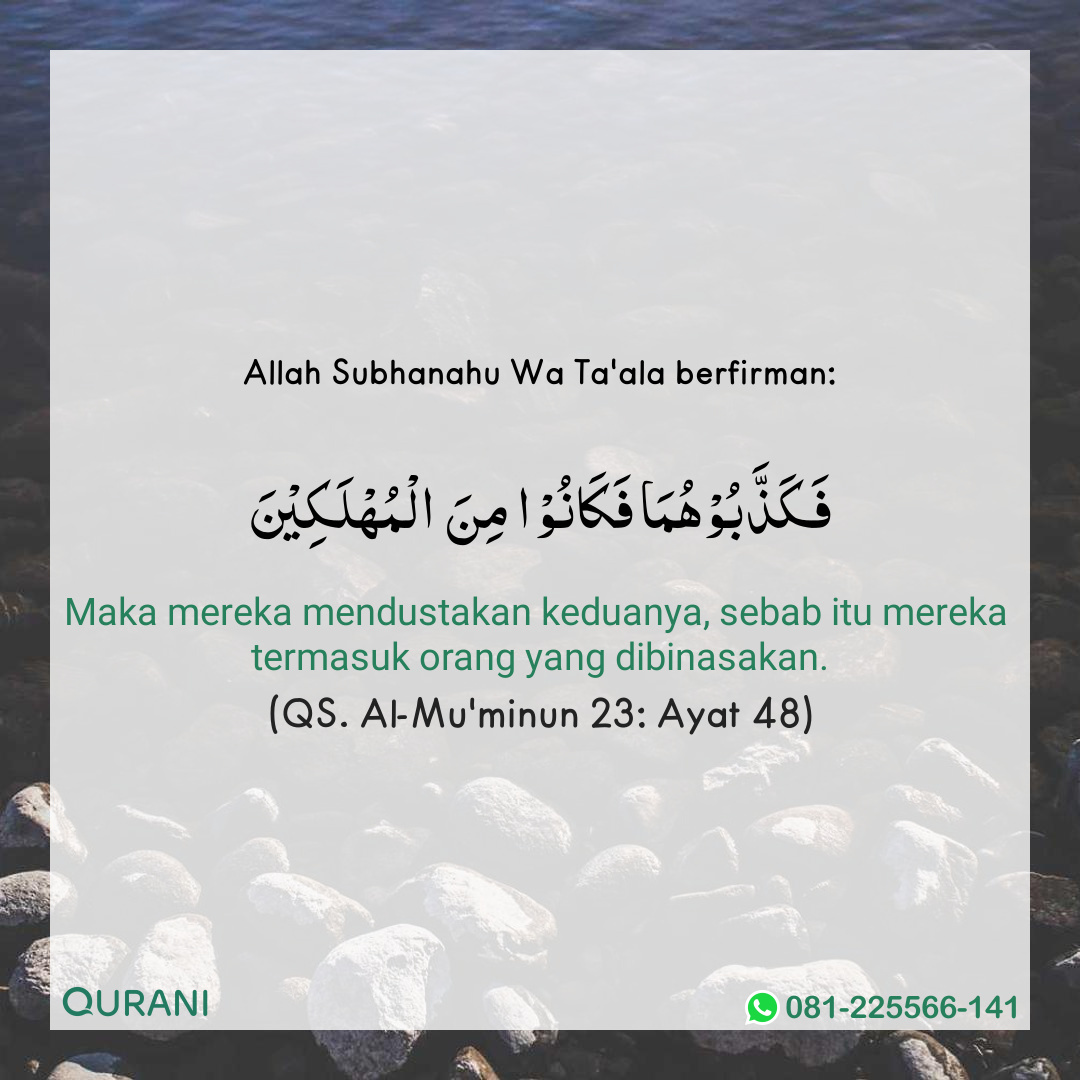 Allah Subhanahu Wa Ta'ala berfirman:
فَكَذَّبُوْهُمَا فَكَانُوْا مِنَ الْمُهْلَكِيْنَ
Maka mereka mendustakan keduanya, sebab itu mereka
termasuk orang yang dibinasakan.
(QS. Al-Mu'minun 23: Ayat 48)
QURANI
081-225566-141